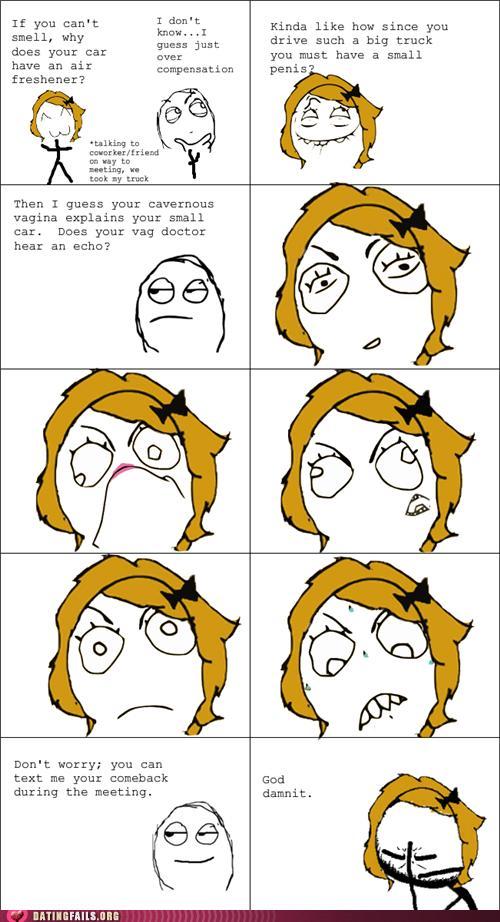 If you can't
smell, why
does your car
have an air
freshener?
I don't
know...I
guess just
over
compensation
*talking to
coworker/friend
on way to
meeting, we
took my truck
Kinda like how since you
drive such a big truck
you must have a small
penis?
Then I guess your cavernous
vagina explains your small
car. Does your vag doctor
hear an echo?
Don't worry; you can
text me your comeback
during the meeting.
God
damnit.
DATINGFAILS.ORG